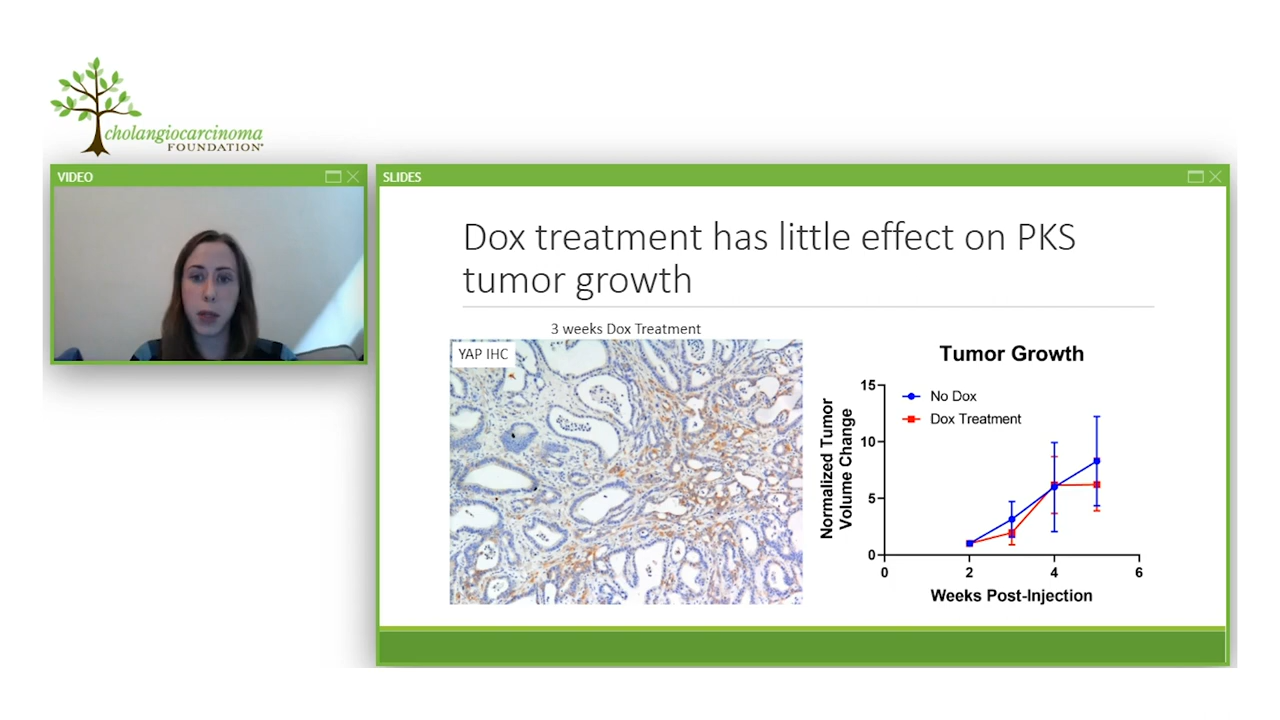 cholangiocarcinoma
FOUNDATION®
VIDEO
SLIDES
Dox treatment has little effect on PKS
tumor growth
3 weeks Dox Treatment
YAP IHC
Tumor Growth
Normalized Tumor
Volume Change
15
10
5
0
No Dox
Dox Treatment
0
2
4
6
Weeks Post-Injection